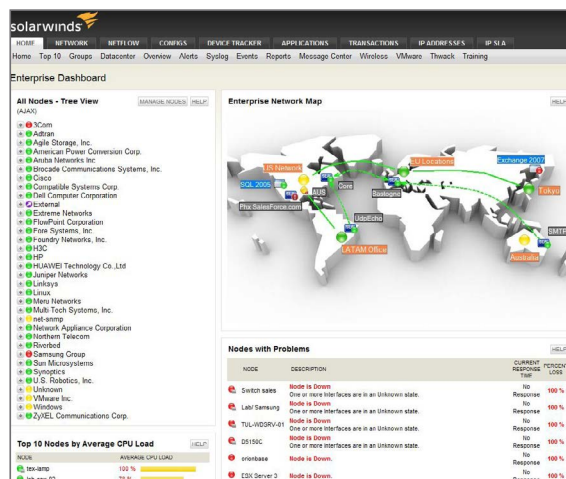 solarwinds
HOME NETWORK NETFLOW CONFIGS DEVICE TRACKER APPLICATIONS TRANSACTIONS IP ADDRESSES IP SLA
Home Top 10 Groups Datacenter Overview Alerts Syslog Events Reports Message Center Wireless VMware Thwack Training
Enterprise Dashboard
All Nodes - Tree View MANAGE NODES HELP
(AJAX)
3Com
Adtran
Agile Storage, Inc.
American Power Conversion Corp.
Aruba Networks, Inc
Brocade Communications Systems, Inc.
Cisco
Compatible Systems Corp.
Dell Computer Corporation
External
Extreme Networks
FlowPoint Corporation
Fore Systems, Inc.
Foundry Networks, Inc.
H3C
HP
HUAWEI Technology Co.,Ltd
Juniper Networks
Linksys
Linux
Meru Networks
Multi Tech Systems, Inc.
net-snmp
Network Appliance Corporation
Northern Telecom
Riverbed
Samsung Group
Sun Microsystems
Synoptics
U.S. Robotics, Inc.
Unknown
VMware Inc.
Windows
ZyXEL Communications Corp.
Top 10 Nodes by Average CPU Load HELP
NODE AVERAGE CPU LOAD
tex-lamp 100 %
Enterprise Network Map HELP
US Network
EU Locations
Exchange 2007
SQL 2005
AUS
Core
Tokyo
Phx SalesForce.com
UdpEcho
SMTP
LATAM Office
Australia
Nodes with Problems HELP
NODE DESCRIPTION CURRENT RESPONSE TIME PERCENT LOSS
Switch sales Node is Down No Response 100 %
One or more Interfaces are in an Unknown state.
Lab/ Samsung Node is Down No Response 100 %
One or more Interfaces are in an Unknown state.
TUL-WDSRV-01 Node is Down No Response 100 %
One or more Interfaces are in an Unknown state.
D5150C Node is Down No Response 100 %
One or more Interfaces are in an Unknown state.
orionbase Node is Down. No Response 100 %
ESX Server 3 Node is Down. No Response 100 %